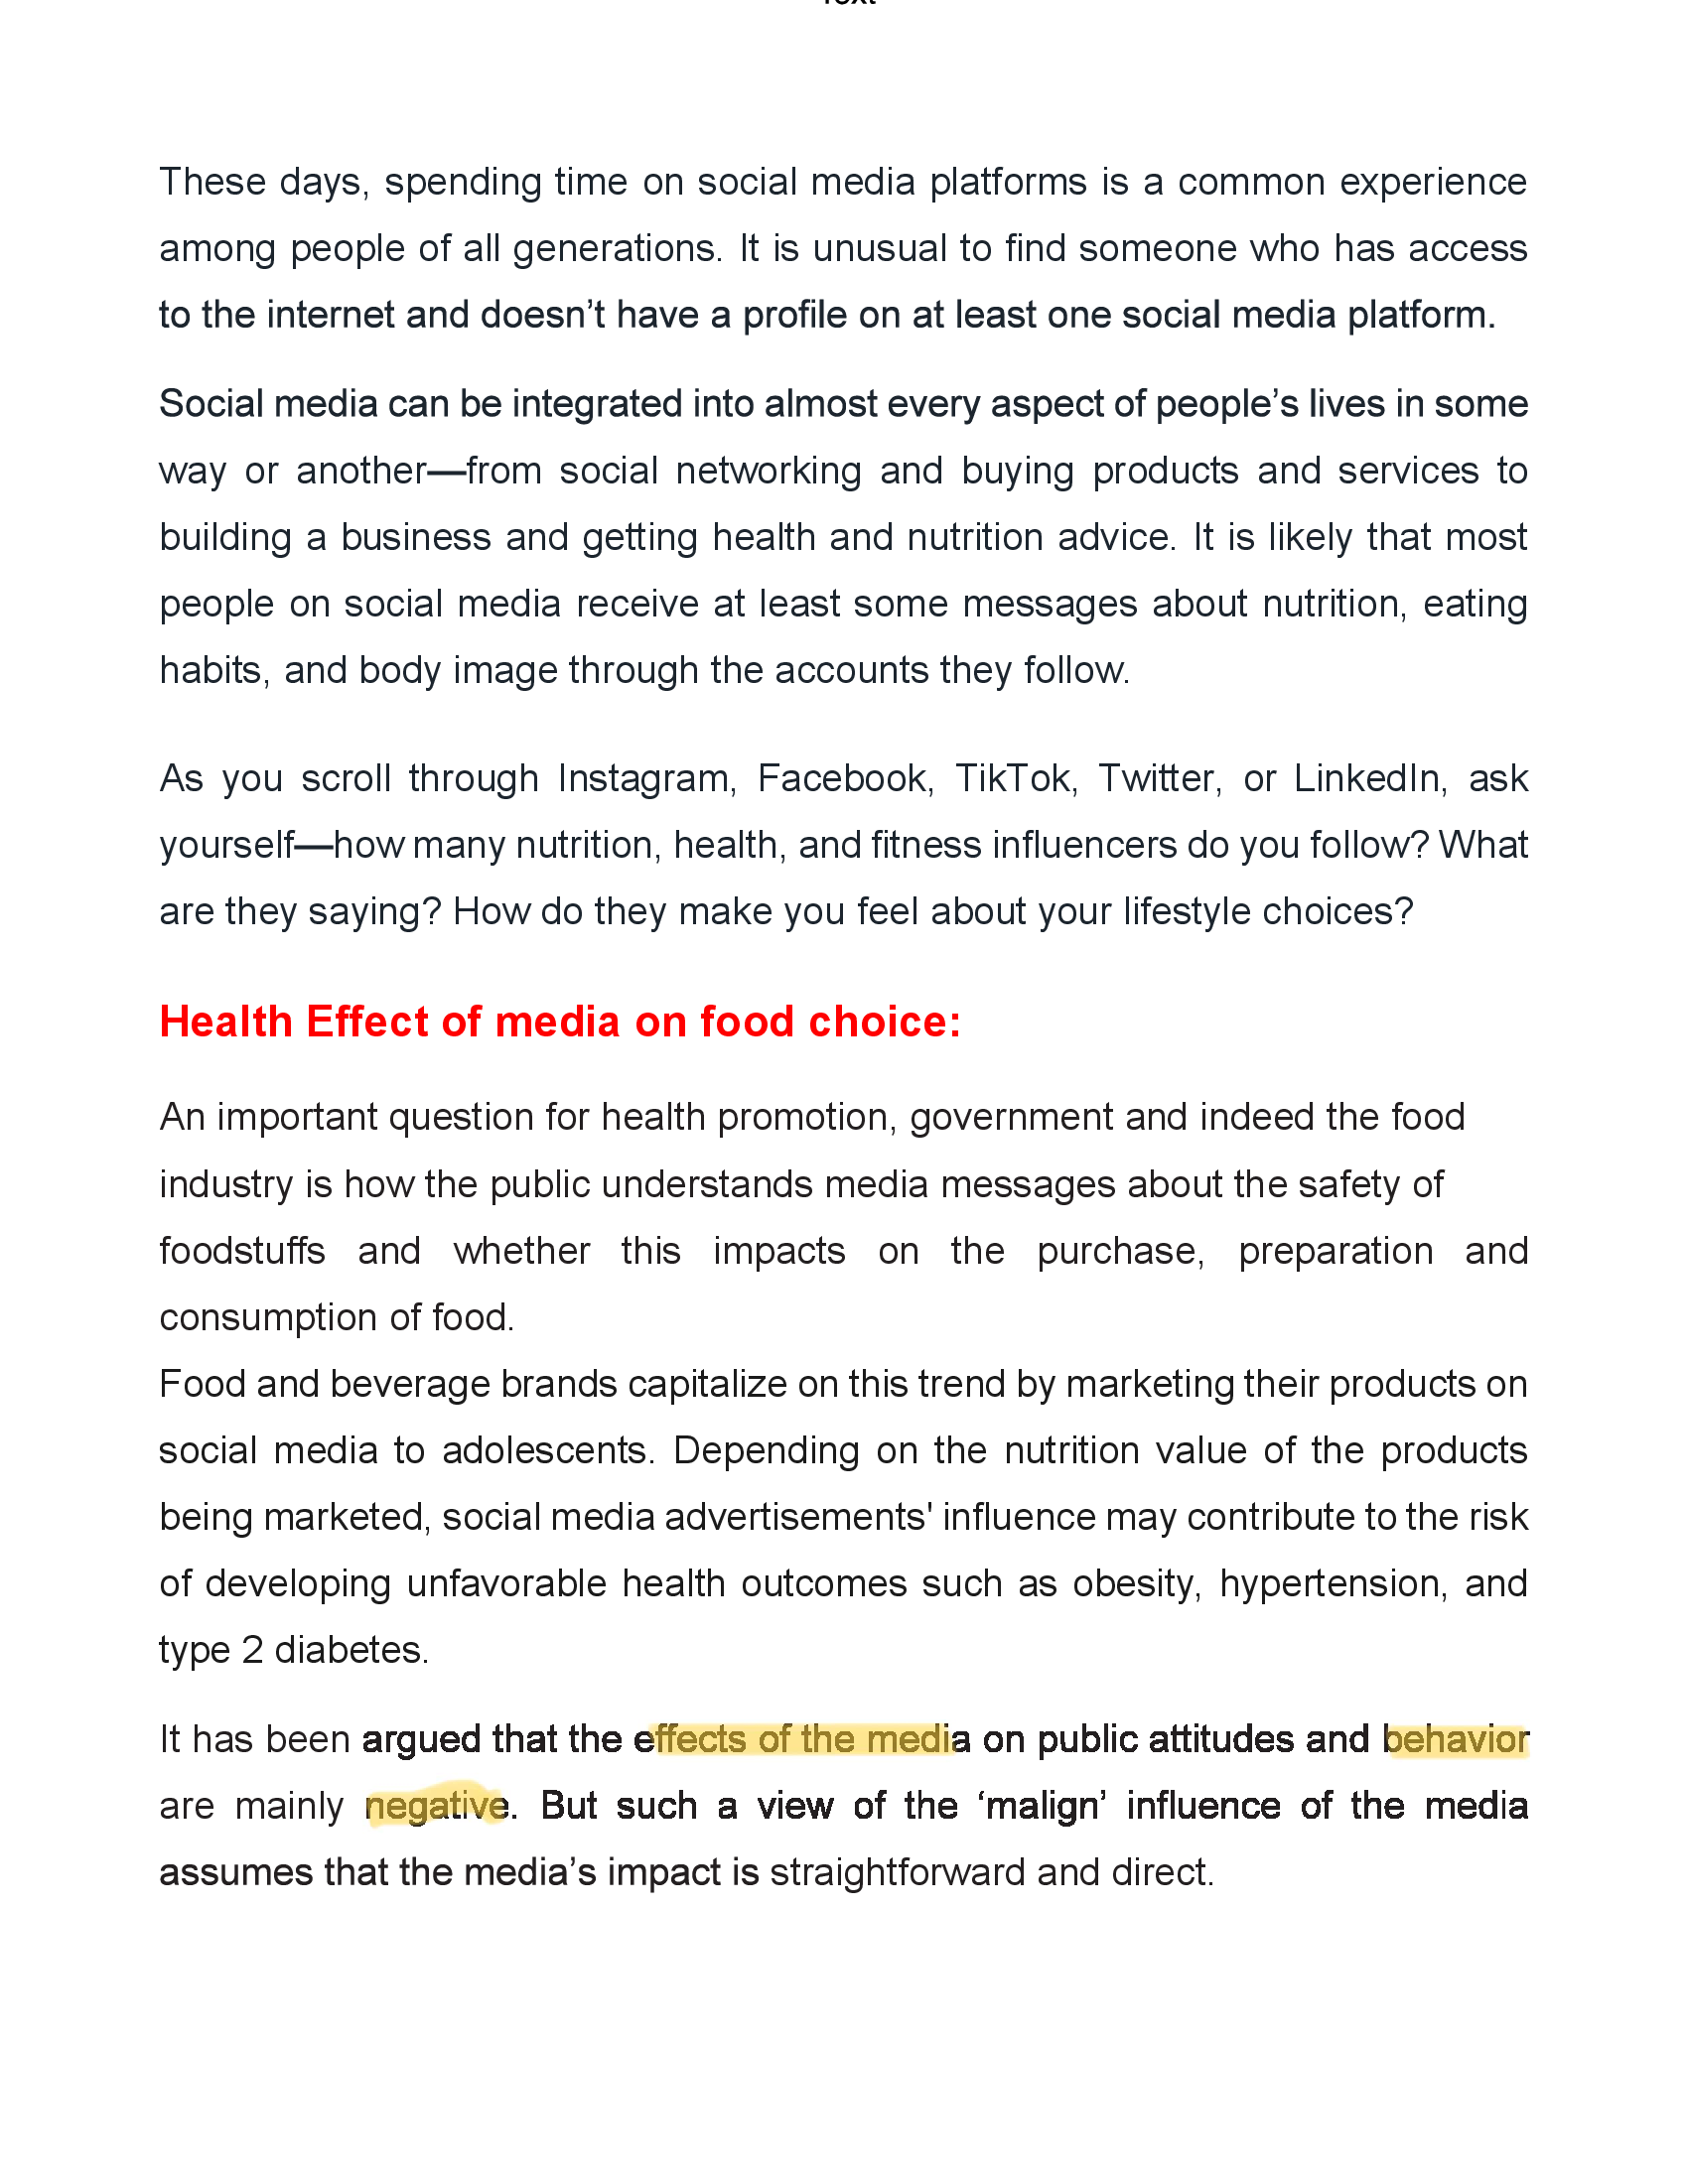 These days, spending time on social media platforms is a common experience
among people of all generations. It is unusual to find someone who has access
to the internet and doesn’t have a profile on at least one social media platform.
Social media can be integrated into almost every aspect of people’s lives in some
way or another—from social networking and buying products and services to
building a business and getting health and nutrition advice. It is likely that most
people on social media receive at least some messages about nutrition, eating
habits, and body image through the accounts they follow.
As you scroll through Instagram, Facebook, TikTok, Twitter, or LinkedIn, ask
yourself—how many nutrition, health, and fitness influencers do you follow? What
are they saying? How do they make you feel about your lifestyle choices?
Health Effect of media on food choice:
An important question for health promotion, government and indeed the food
industry is how the public understands media messages about the safety of
foodstuffs and whether this impacts on the purchase, preparation and
consumption of food.
Food and beverage brands capitalize on this trend by marketing their products on
social media to adolescents. Depending on the nutrition value of the products
being marketed, social media advertisements' influence may contribute to the risk
of developing unfavorable health outcomes such as obesity, hypertension, and
type 2 diabetes.
It has been argued that the effects of the media on public attitudes and behavior
are mainly negative. But such a view of the ‘malign’ influence of the media
assumes that the media’s impact is straightforward and direct.